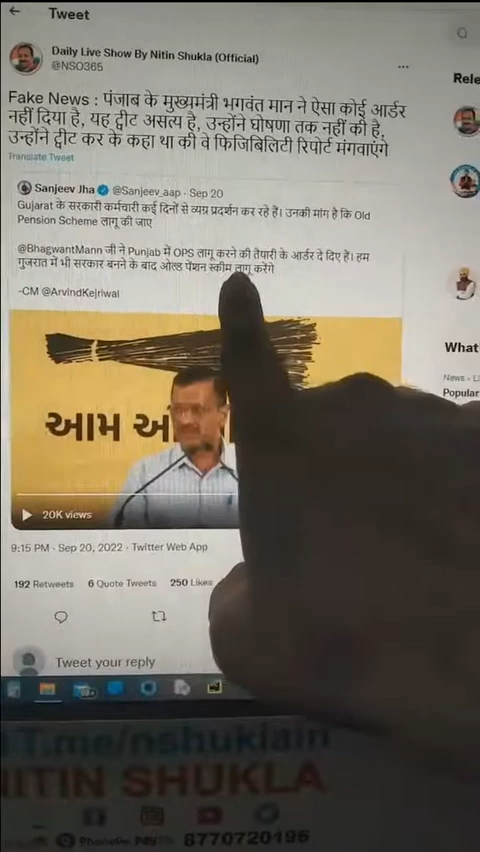 Tweet
Daily Live Show By Nitin Shukla (Official)
@NSO365
Rele
Fake News : पंजाब के मुख्यमंत्री भगवंत मान ने ऐसा कोई आर्डर
नहीं दिया है, यह ट्वीट असत्य है, उन्होंने घोषणा तक नहीं की है,
उन्होंने ट्वीट कर के कहा था की वे फिजिबिलिटी रिपोर्ट मंगवाएंगे
Translate Tweet
Sanjeev Jha @Sanjeev_aap · Sep 20
Gujarat के सरकारी कर्मचारी कई दिनों से व्यग्र प्रदर्शन कर रहे हैं। उनकी मांग है कि Old
Pension Scheme लागू की जाए
@BhagwantMann जी ने Punjab में OPS लागू करने की तैयारी के आर्डर दे दिए हैं। हम
गुजरात में भी सरकार बनने के बाद ओल्ड पेंशन स्कीम लागू करेंगे
-CM @ArvindKejriwal
What
News
Popular
આમ
20K views
9:15 PM · Sep 20, 2022 · Twitter Web App
192 Retweets 6 Quote Tweets 250 Likes
Tweet your reply
T.me/nshuklain
NITIN SHUKLA
PhonePe 8770720196